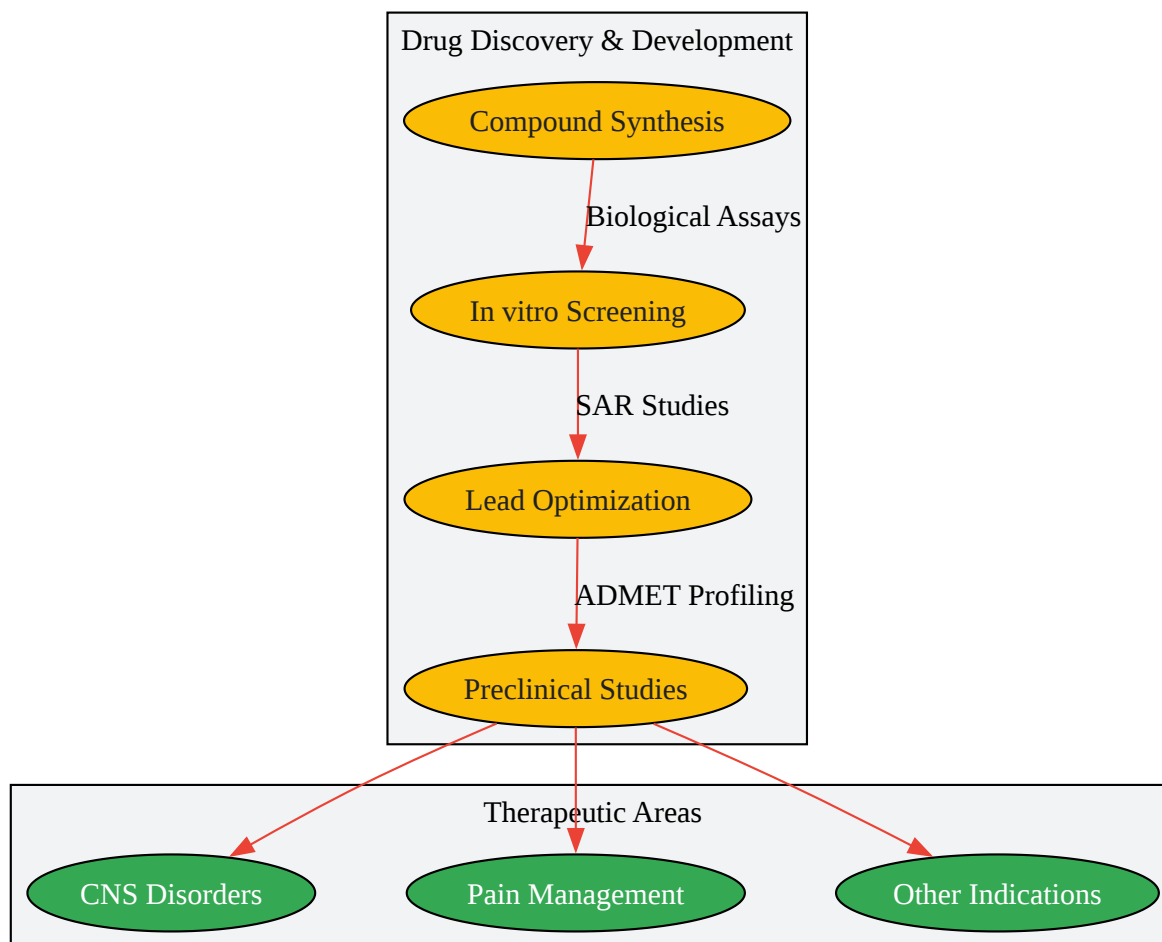 Drug Discovery & Development
Compound Synthesis
Biological Assays
In vitro Screening
SAR Studies
Lead Optimization
ADMET Profiling
Preclinical Studies
Therapeutic Areas
CNS Disorders
Pain Management
Other Indications